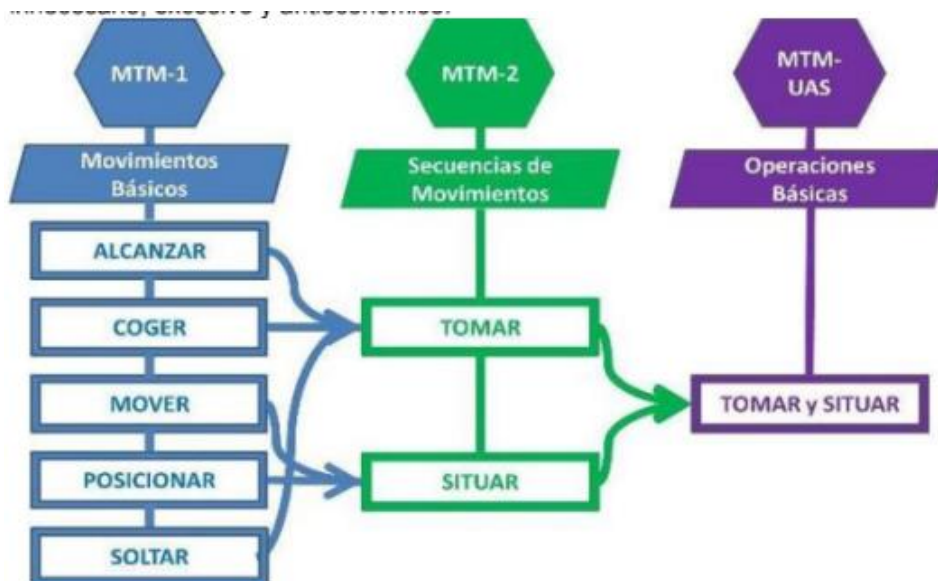 MTM-1
MTM-2
MTM-
UAS
Movimientos
Básicos
Secuencias de
Movimientos
Operaciones
Básicas
ALCANZAR
COGER
TOMAR
MOVER
TOMAR y SITUAR
POSICIONAR
SITUAR
SOLTAR